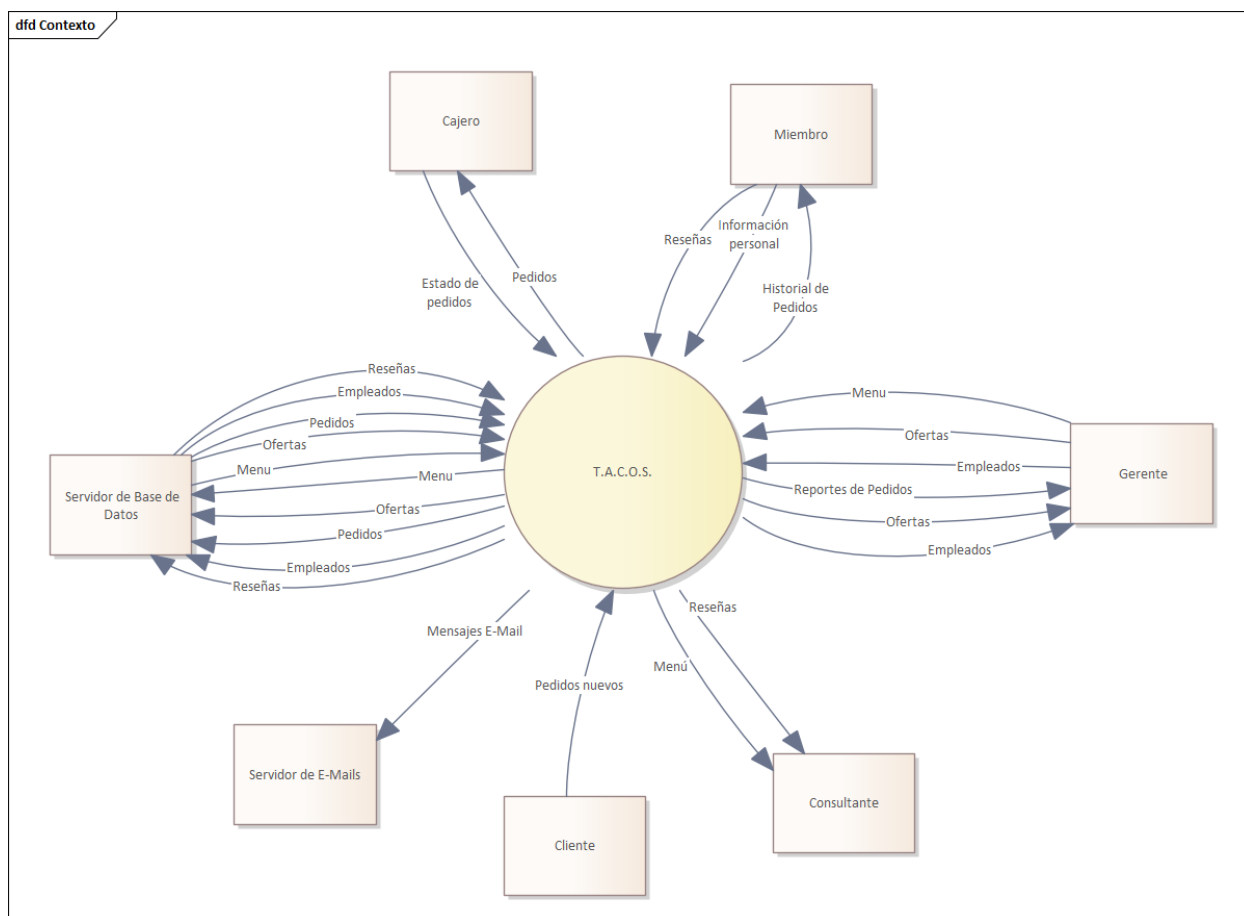 dfd Contexto
Cajero
Miembro
Reseñas
Información
personal
Historial de
Pedidos
Estado de
pedidos
Pedidos
Reseñas
Empleados
Pedidos
Ofertas
Menu
Menu
Ofertas
Pedidos
Empleados
Reseñas
Servidor de Base de
Datos
T.A.C.O.S.
Menu
Ofertas
Empleados
Reportes de Pedidos
Ofertas
Empleados
Gerente
Mensajes E-Mail
Pedidos nuevos
Menú
Reseñas
Servidor de E-Mails
Cliente
Consultante